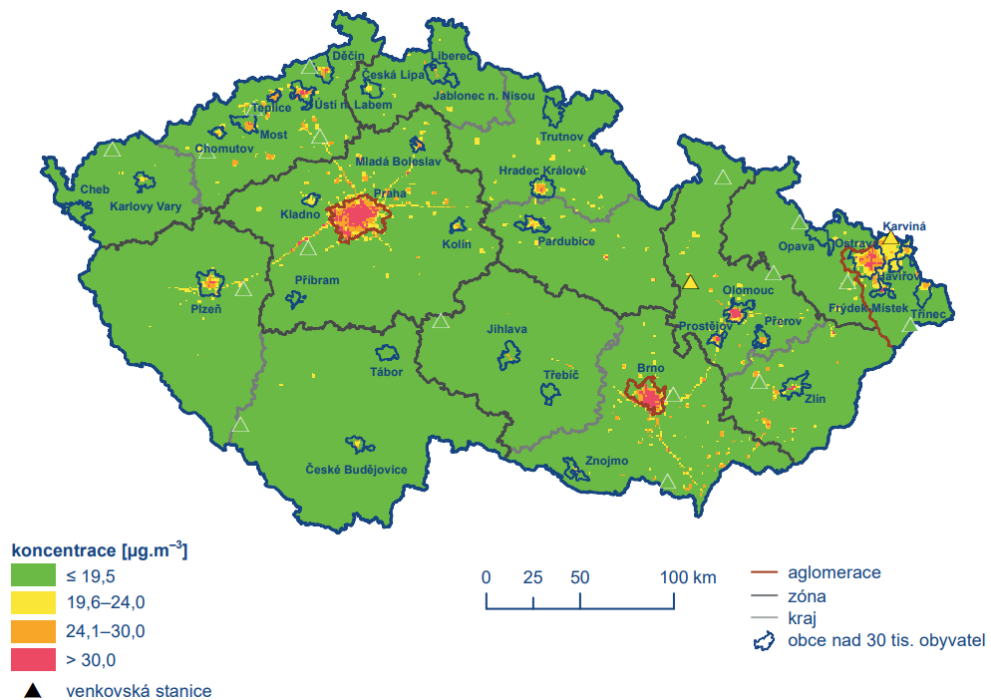 Děčín
Liberec
Česká Lípa
Jablonec n. Nisou
Teplice
Ústí n. Labem
Most
Chomutov
Trutnov
Mladá Boleslav
Hradec Králové
Cheb
Karlovy Vary
Praha
Kladno
Kolín
Pardubice
Karviná
Opava
Ostrava
Havířov
Příbram
Plzeň
Olomouc
Frýdek Místek
Třinec
Prostějov
Přerov
Jihlava
Tábor
Třebíč
Brno
Zlín
České Budějovice
Znojmo
koncentrace [µg.m⁻³]
≤ 19,5
19,6–24,0
24,1–30,0
> 30,0
venkovská stanice
0 25 50 100 km
aglomerace
zóna
kraj
obce nad 30 tis. obyvatel